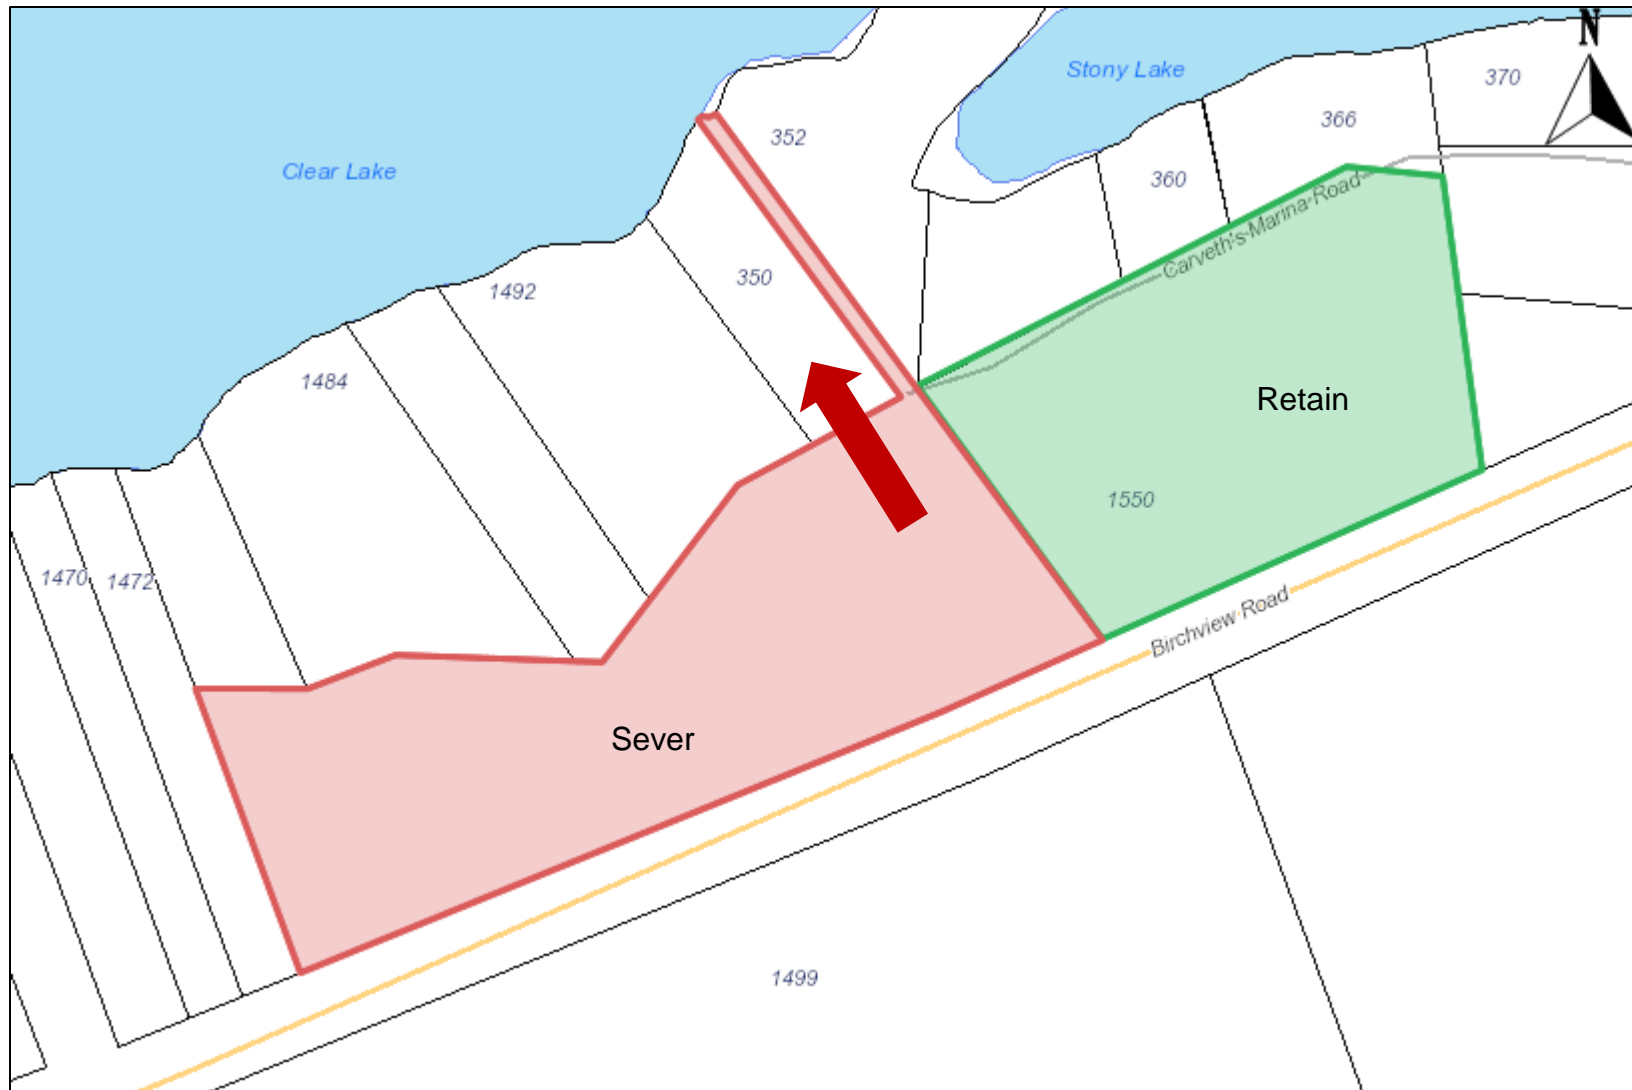 N
Stony Lake
370
366
352
Clear Lake
360
Carveth's Marina Road
350
1492
1484
Retain
1550
1470
1472
Birchview Road
Sever
1499